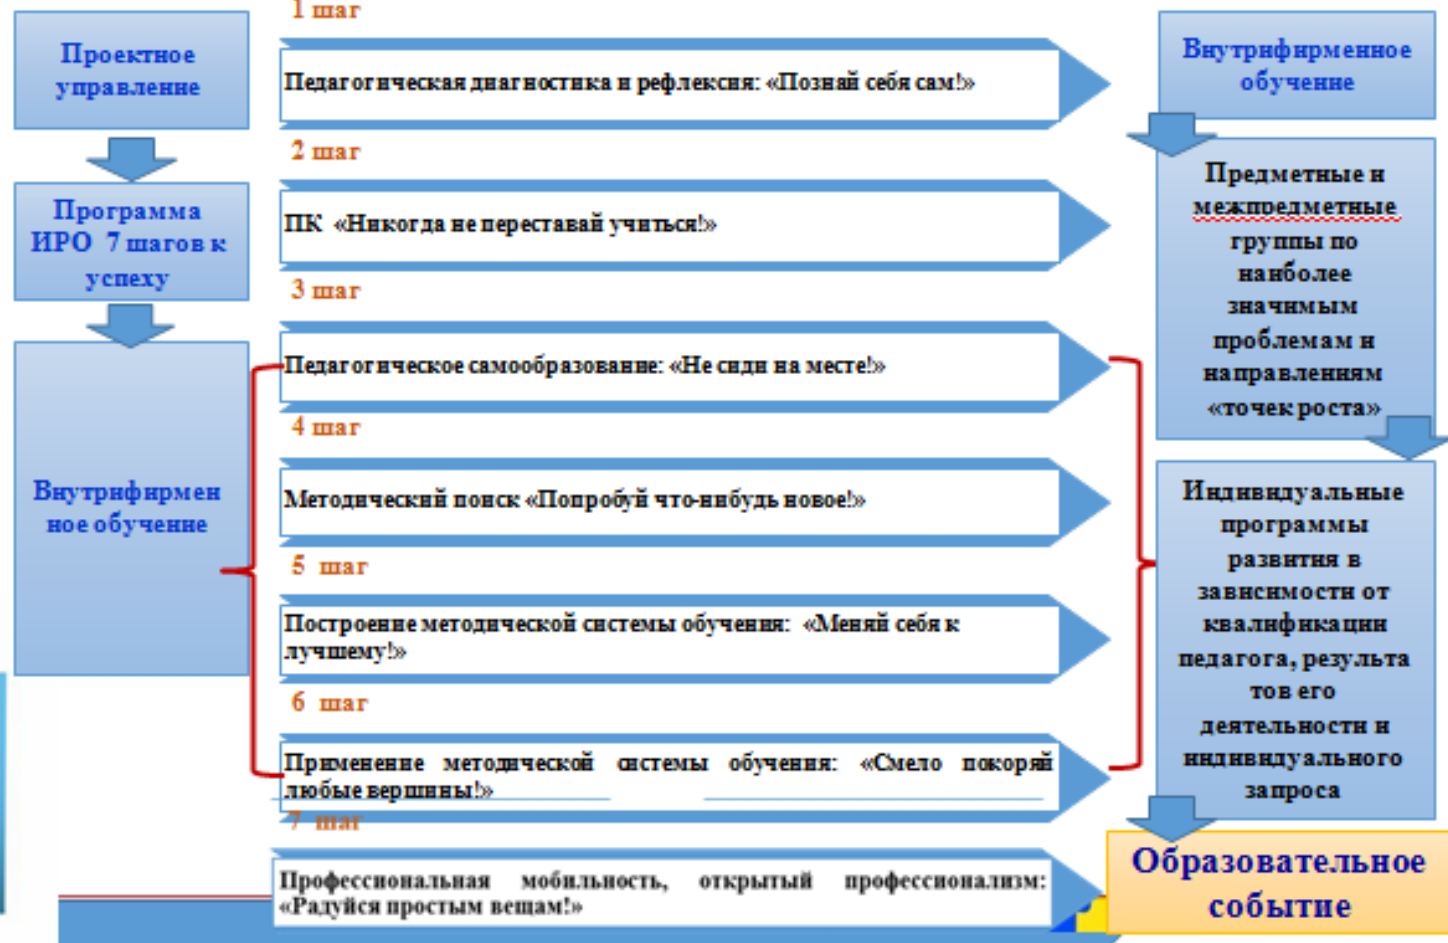 Проектное
управление
Программа
ИРО 7 шагов к
успеху
Внутрифирмен
ное обучение
1 шаг
Педагогическая диагностика и рефлексия: «Познай себя сам!»
2 шаг
ПК «Никогда не переставай учиться!»
3 шаг
Педагогическое самообразование: «Не сиди на месте!»
4 шаг
Методический поиск «Попробуй что-нибудь новое!»
5 шаг
Построение методической системы обучения: «Меняй себя к
лучшему!»
6 шаг
Применение методической системы обучения: «Смело покоряй
любые вершины!»
7 шаг
Профессиональная мобильность, открытый профессионализм:
«Радуйся простым вещам!»
Внутрифирменное
обучение
Предметные и
межпредметные
группы по
наиболее
значимым
проблемам и
направлениям
«точек роста»
Индивидуальные
программы
развития в
зависимости от
квалификации
педагога, результа
тов его
деятельности и
индивидуального
запроса
Образовательное
событие